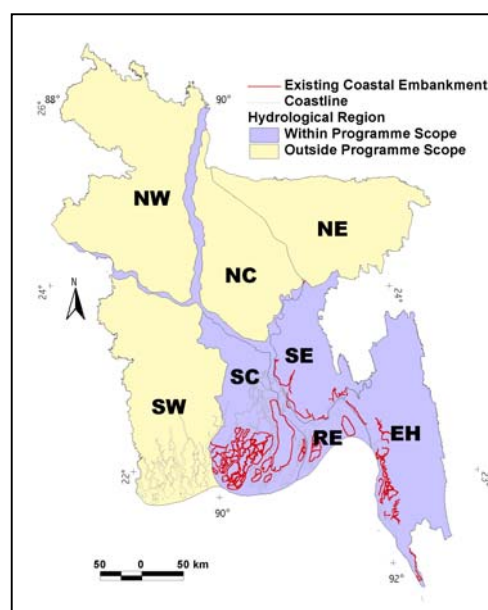 88°
90°
26°
Existing Coastal Embankment
Coastline
Hydrological Region
Within Programme Scope
Outside Programme Scope
NW
NE
NC
24°
N
24°
SE
SC
SW
RE
EH
22°
23°
90°
50 0 50 km
92°